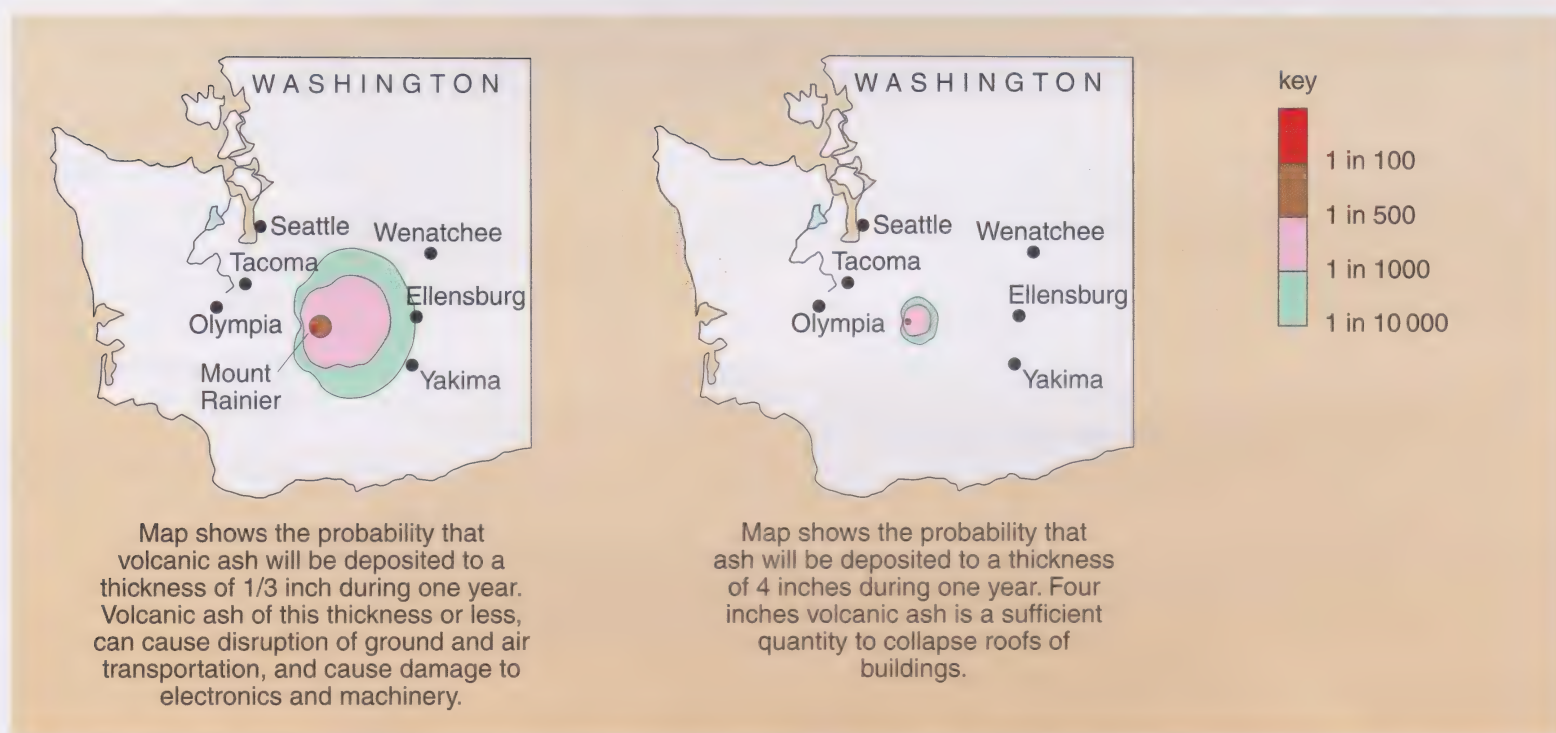 WASHINGTON
Seattle
Wenatchee
Tacoma
Ellensburg
Olympia
Mount
Rainier
Yakima
Map shows the probability that
volcanic ash will be deposited to a
thickness of 1/3 inch during one year.
Volcanic ash of this thickness or less,
can cause disruption of ground and air
transportation, and cause damage to
electronics and machinery.
WASHINGTON
Seattle
Wenatchee
Tacoma
Ellensburg
Olympia
Yakima
Map shows the probability that
ash will be deposited to a thickness
of 4 inches during one year. Four
inches volcanic ash is a sufficient
quantity to collapse roofs of
buildings.
key
1 in 100
1 in 500
1 in 1000
1 in 10 000